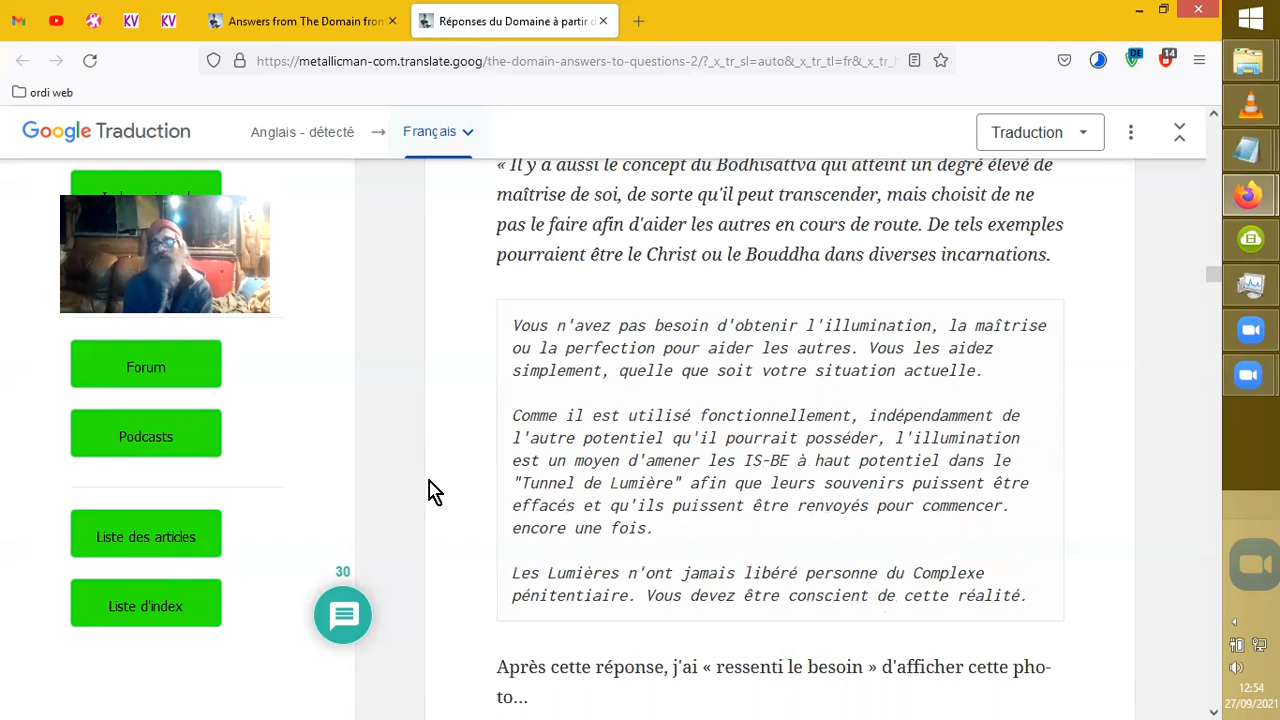 Answers from The Domain from
Réponses du Domaine à partir d
https://metallicman-com.translate.goog/the-domain-answers-to-questions-2/?_x_tr_sl=auto&_x_tr_tl=fr&_x_tr_h
DE
14
ordi web
Google Traduction
Anglais - détecté
Français
Traduction
« Il y a aussi le concept du Bodhisattva qui atteint un degré élevé de
maîtrise de soi, de sorte qu'il peut transcender, mais choisit de ne
pas le faire afin d'aider les autres en cours de route. De tels exemples
pourraient être le Christ ou le Bouddha dans diverses incarnations.
Vous n'avez pas besoin d'obtenir l'illumination, la maîtrise
ou la perfection pour aider les autres. Vous les aidez
simplement, quelle que soit votre situation actuelle.
Comme il est utilisé fonctionnellement, indépendamment de
l'autre potentiel qu'il pourrait posséder, l'illumination
est un moyen d'amener les IS-BE à haut potentiel dans le
"Tunnel de Lumière" afin que leurs souvenirs puissent être
effacés et qu'ils puissent être renvoyés pour commencer.
encore une fois.
Les Lumières n'ont jamais libéré personne du Complexe
pénitentiaire. Vous devez être conscient de cette réalité.
Après cette réponse, j'ai « ressenti le besoin » d'afficher cette pho-
to...
Forum
Podcasts
Liste des articles
Liste d'index
30
KV
KV
12:54
27/09/2021